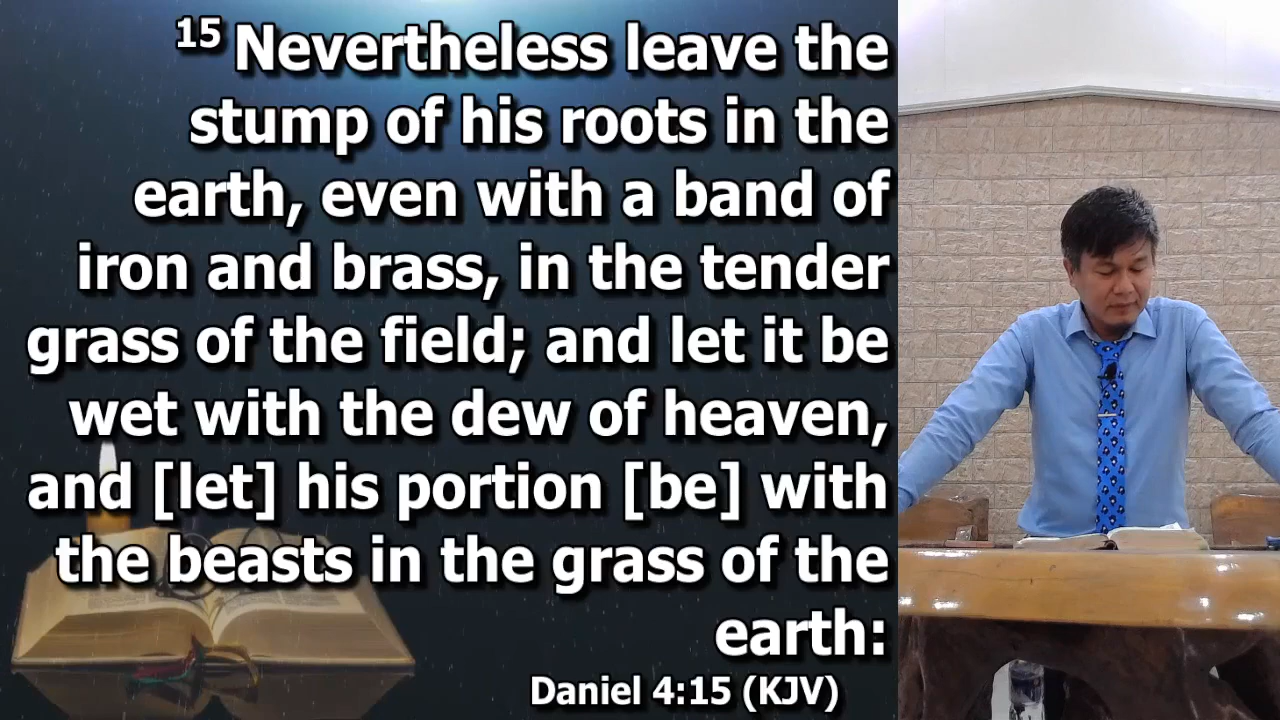 15 Nevertheless leave the
stump of his roots in the
earth, even with a band of
iron and brass, in the tender
grass of the field; and let it be
wet with the dew of heaven,
and [let] his portion [be] with
the beasts in the grass of the
earth:
Daniel 4:15 (KJV)